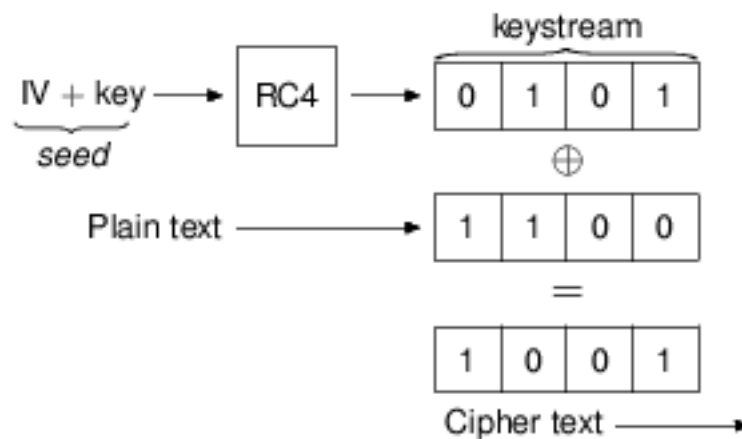 keystream
IV + key
RC4
0 1 0 1
seed
⊕
Plain text
1 1 0 0
=
1 0 0 1
Cipher text